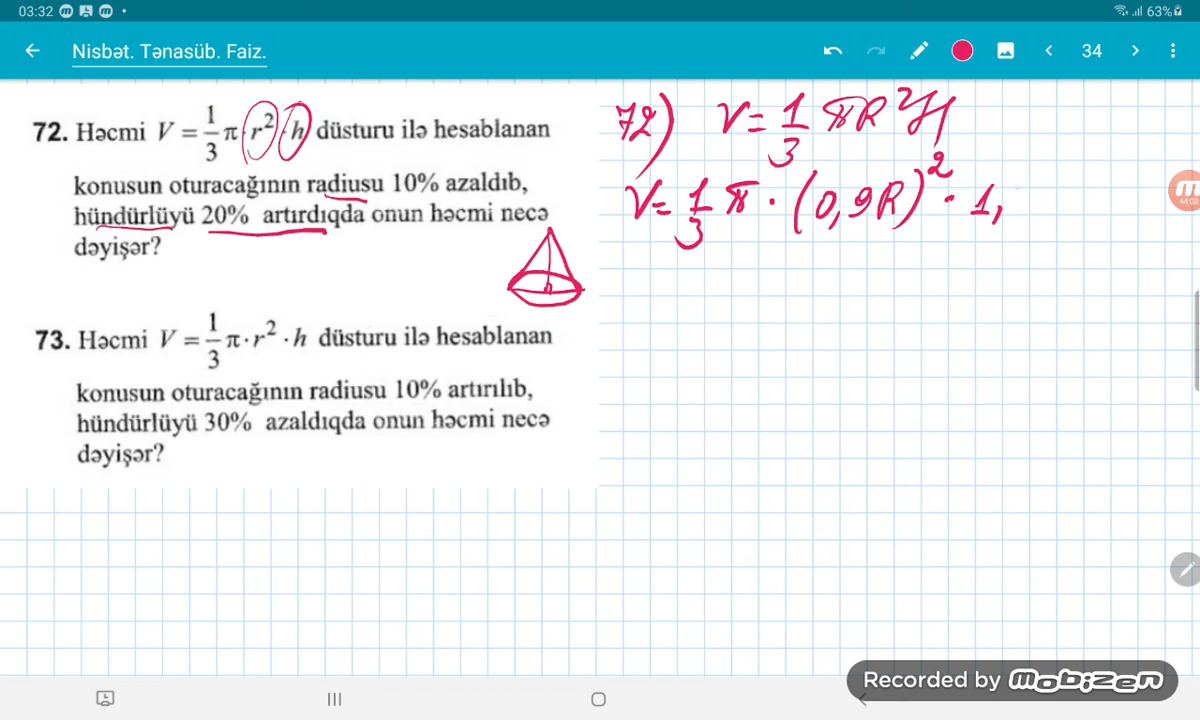 03:32 63%
Nisbət. Tənasüb. Faiz. 34
72. Həcmi V = 1/3 π · r² · h düsturu ilə hesablanan
konusun oturacağının radiusu 10% azaldıb,
hündürlüyü 20% artırdıqda onun həcmi necə
dəyişər?
73. Həcmi V = 1/3 π · r² · h düsturu ilə hesablanan
konusun oturacağının radiusu 10% artırılıb,
hündürlüyü 30% azaldıqda onun həcmi necə
dəyişər?
72) V = 1/3 πR²H
V = 1/3 π · (0,9R)² · 1,
44:03
Recorded by mobizen